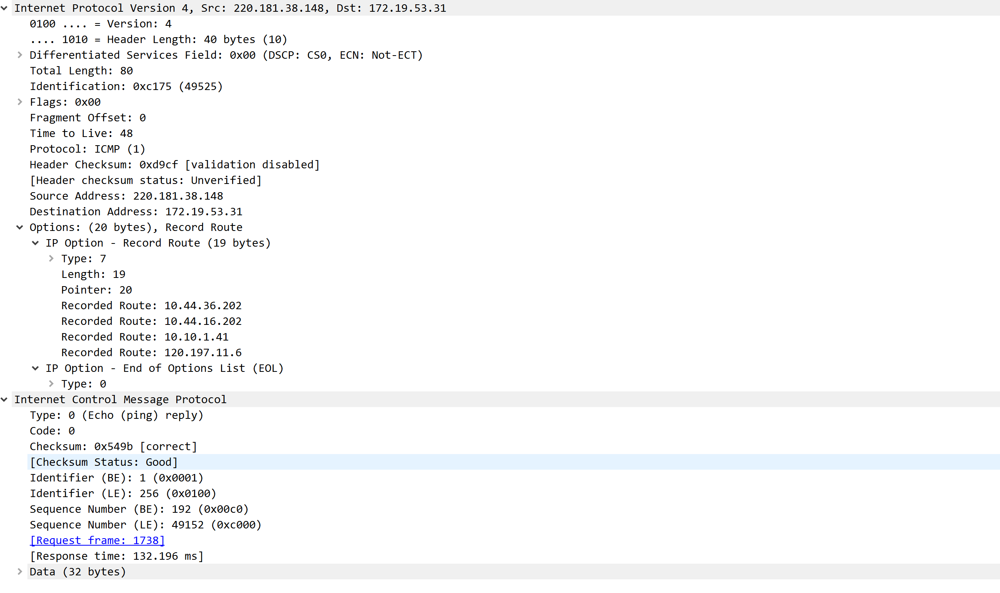 Internet Protocol Version 4, Src: 220.181.38.148, Dst: 172.19.53.31
0100 .... = Version: 4
.... 1010 = Header Length: 40 bytes (10)
Differentiated Services Field: 0x00 (DSCP: CS0, ECN: Not-ECT)
Total Length: 80
Identification: 0xc175 (49525)
Flags: 0x00
Fragment Offset: 0
Time to Live: 48
Protocol: ICMP (1)
Header Checksum: 0xd9cf [validation disabled]
[Header checksum status: Unverified]
Source Address: 220.181.38.148
Destination Address: 172.19.53.31
Options: (20 bytes), Record Route
IP Option - Record Route (19 bytes)
Type: 7
Length: 19
Pointer: 20
Recorded Route: 10.44.36.202
Recorded Route: 10.44.16.202
Recorded Route: 10.10.1.41
Recorded Route: 120.197.11.6
IP Option - End of Options List (EOL)
Type: 0
Internet Control Message Protocol
Type: 0 (Echo (ping) reply)
Code: 0
Checksum: 0x549b [correct]
[Checksum Status: Good]
Identifier (BE): 1 (0x0001)
Identifier (LE): 256 (0x0100)
Sequence Number (BE): 192 (0x00c0)
Sequence Number (LE): 49152 (0xc000)
[Request frame: 1738]
[Response time: 132.196 ms]
Data (32 bytes)